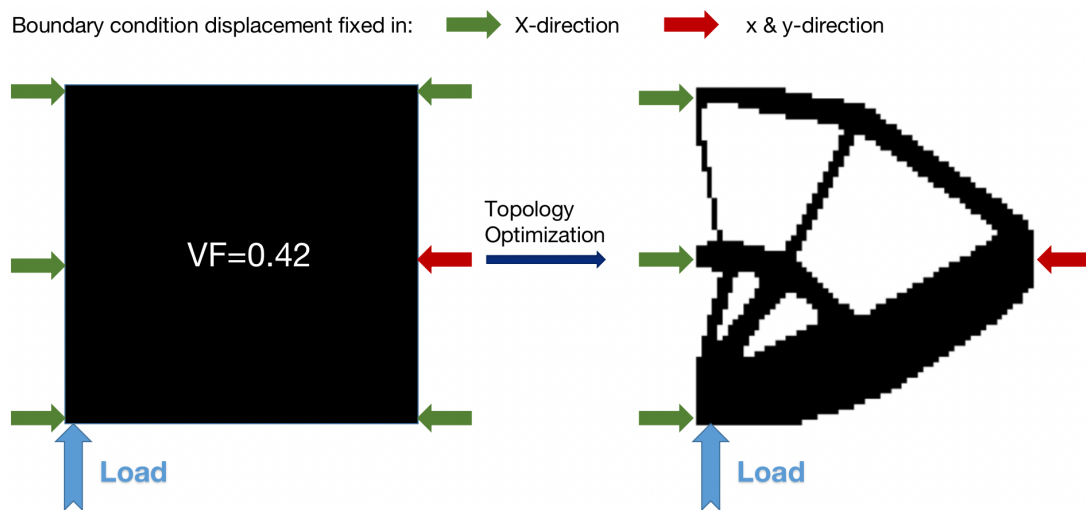 Boundary condition displacement fixed in: X-direction x & y-direction
VF=0.42
Topology
Optimization
Load
Load